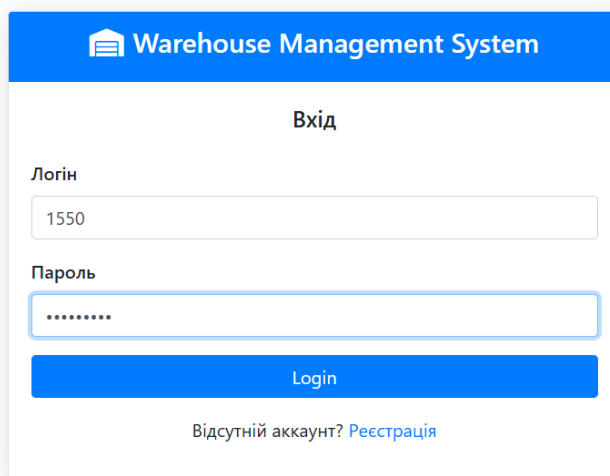 Warehouse Management System
Вхід
Логін
1550
Пароль
•••••••••
Login
Відсутній аккаунт? Реєстрація